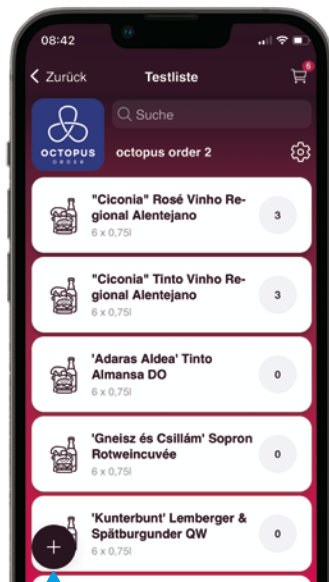 08:42
Zurück
Testliste
6
Suche
OCTOPUS
ORDER
octopus order 2
"Ciconia" Rosé Vinho Re-
gional Alentejano
6 x 0,75l
3
"Ciconia" Tinto Vinho Re-
gional Alentejano
6 x 0,75l
3
'Adaras Aldea' Tinto
Almansa DO
6 x 0,75l
0
'Gneisz és Csillám' Sopron
Rotweincuvée
6 x 0,75l
0
'Kunterbunt' Lemberger &
Spätburgunder QW
6 x 0,75l
0
+